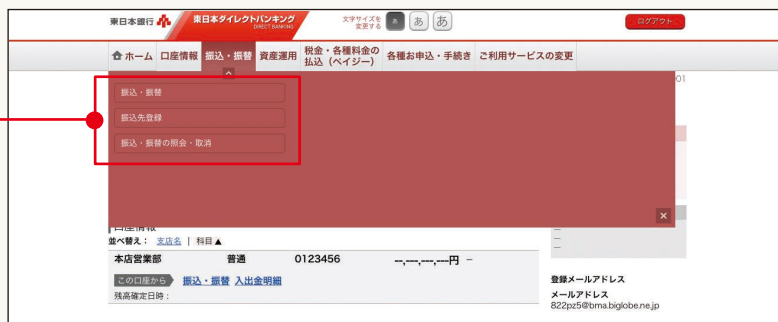 東日本銀行
東日本ダイレクトバンキング
DIRECT BANKING
文字サイズを
変更する
あ あ あ
ログアウト
ホーム 口座情報 振込・振替 資産運用 税金・各種料金の
払込(ペイジー) 各種お申込・手続き ご利用サービスの変更
振込・振替
振込先登録
振込・振替の照会・取消
×
口座情報
並べ替え: 支店名 | 科目▲
本店営業部 普通 0123456 --,---,---,---円 −
この口座から 振込・振替 入出金明細
残高確定日時:
登録メールアドレス
メールアドレス
822pz5@bma.biglobe.ne.jp